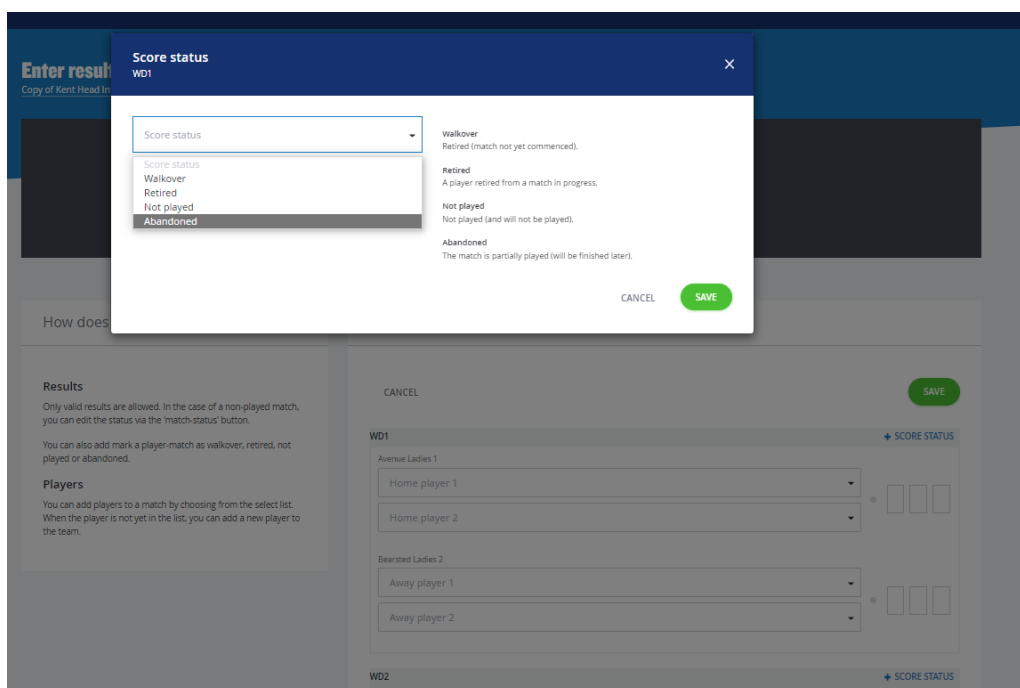 Enter result
Copy of Kent Head In
Score status
WD1
Score status
Score status
Walkover
Retired
Not played
Abandoned
Walkover
Retired (match not yet commenced).
Retired
A player retired from a match in progress.
Not played
Not played (and will not be played).
Abandoned
The match is partially played (will be finished later).
CANCEL
SAVE
How does
Results
Only valid results are allowed. In the case of a non-played match,
you can edit the status via the 'match-status' button.
You can also add mark a player-match as walkover, retired, not
played or abandoned.
Players
You can add players to a match by choosing from the select list.
When the player is not yet in the list, you can add a new player to
the team.
CANCEL
SAVE
WD1
+ SCORE STATUS
Avenue Ladies 1
Home player 1
Home player 2
Bearsted Ladies 2
Away player 1
Away player 2
WD2
+ SCORE STATUS